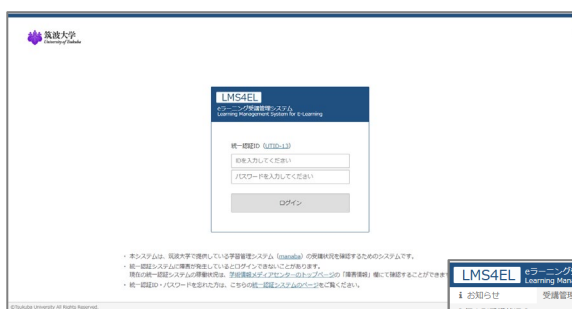 筑波大学
University of Tsukuba
LMS4EL
eラーニング受講管理システム
Learning Management System for E-Learning
統一認証ID (UTID-13)
IDを入力してください
パスワードを入力してください
ログイン
・ 本システムは、筑波大学で提供している学習管理システム (manaba) の受講状況を確認するためのシステムです。
・ 統一認証システムに障害が発生しているとログインできないことがあります。
現在の統一認証システムの稼働状況は、学術情報メディアセンターのトップページの「障害情報」欄にて確認することができます
・ 統一認証ID・パスワードを忘れた方は、こちらの統一認証システムのページをご覧ください。
©Tsukuba University All Rights Reserved.
LMS4EL
eラーニング受
Learning Mana
お知らせ
受講管理